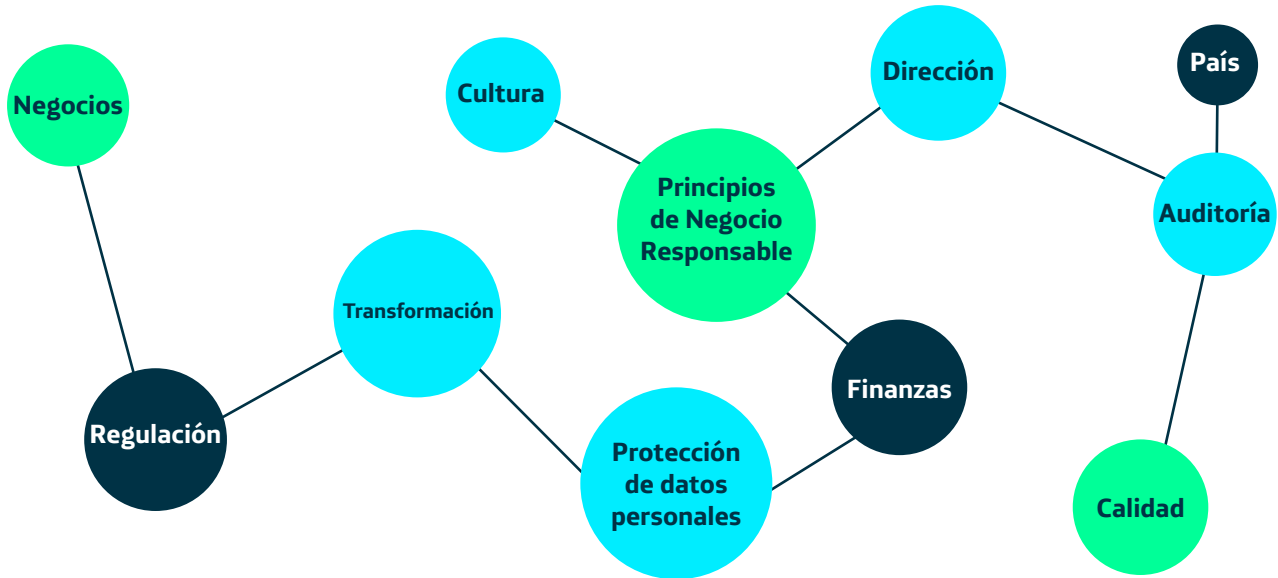 Negocios
Cultura
Dirección
País
Principios
de Negocio
Responsable
Auditoría
Transformación
Finanzas
Regulación
Protección
de datos
personales
Calidad